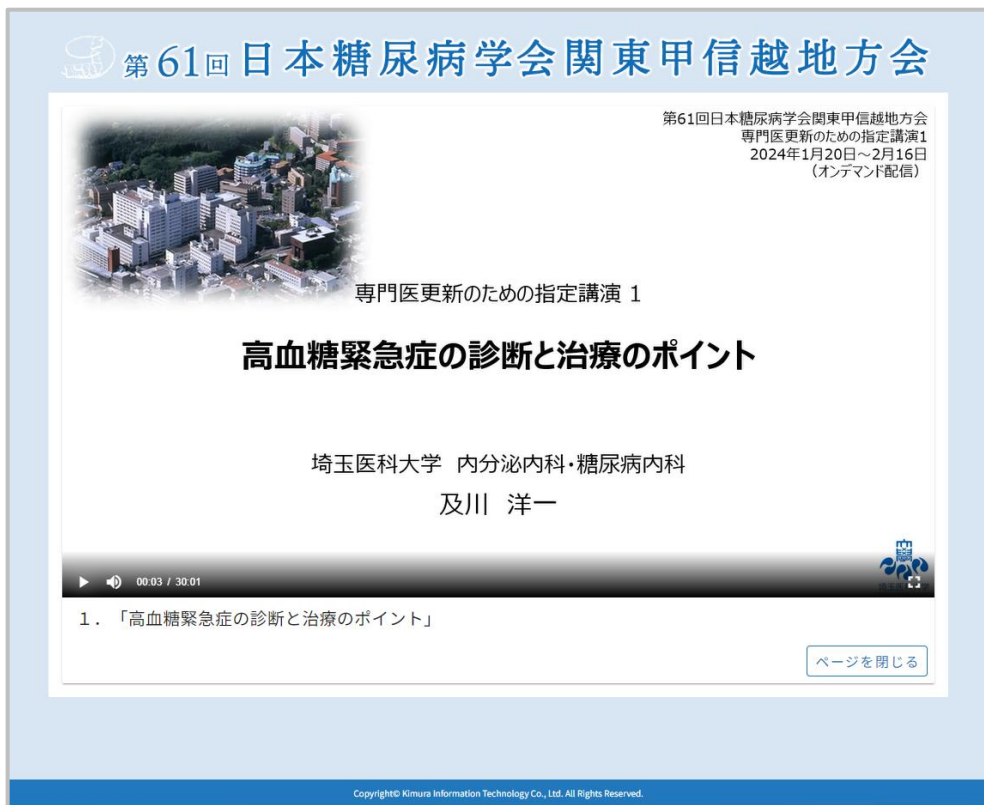 第61回日本糖尿病学会関東甲信越地方会
第61回日本糖尿病学会関東甲信越地方会
専門医更新のための指定講演1
2024年1月20日～2月16日
（オンデマンド配信）
専門医更新のための指定講演 1
高血糖緊急症の診断と治療のポイント
埼玉医科大学 内分泌内科・糖尿病内科
及川 洋一
00:03 / 30:01
1．「高血糖緊急症の診断と治療のポイント」
ページを閉じる
Copyright© Kimura Information Technology Co., Ltd. All Rights Reserved.